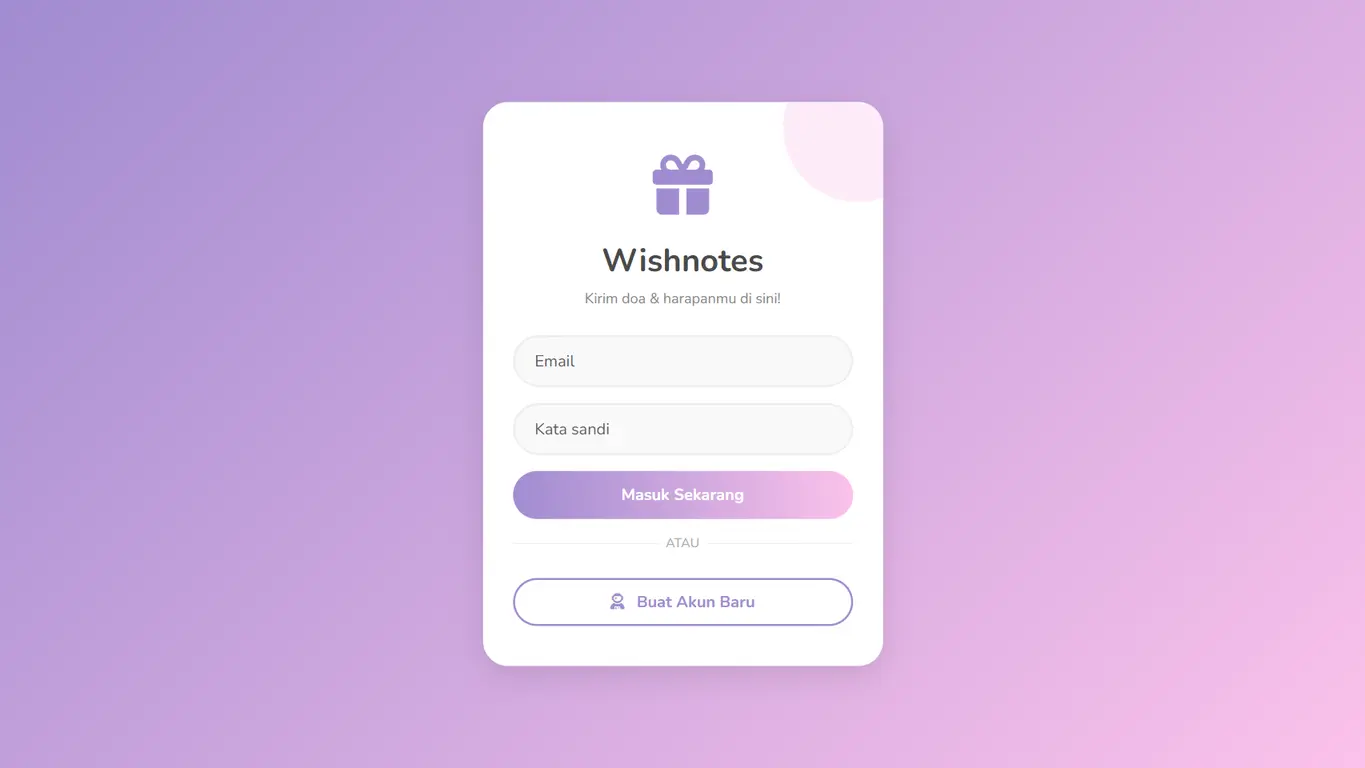 Wishnotes
Kirim doa & harapanmu di sini!
Email
Kata sandi
Masuk Sekarang
ATAU
Buat Akun Baru